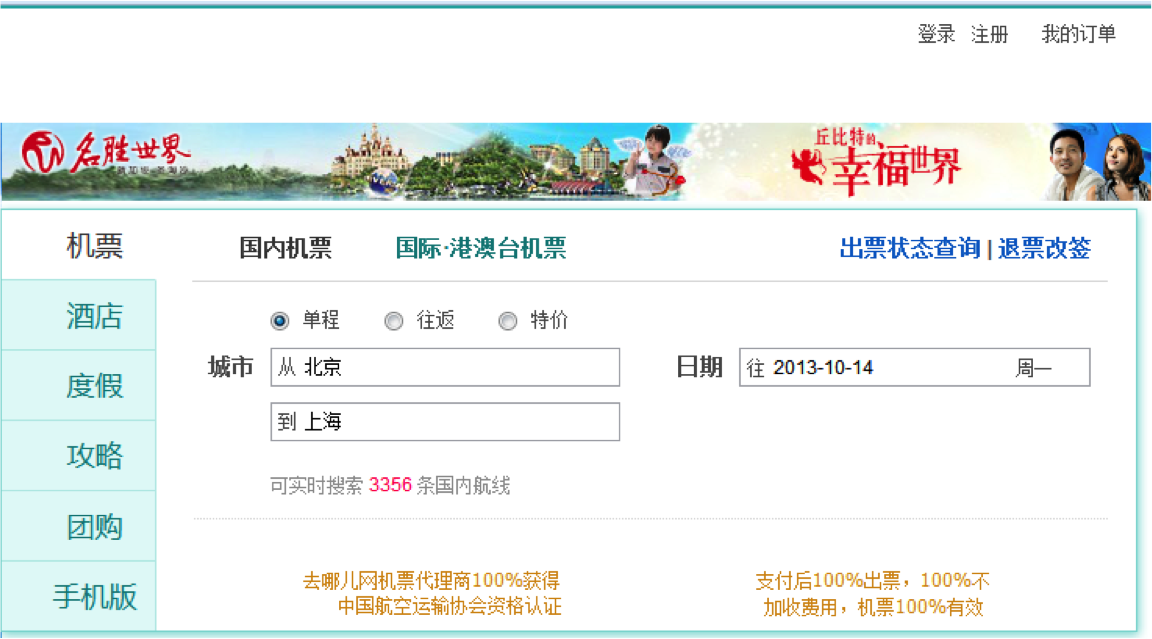 登录 注册 我的订单
名胜世界
丘比特的
幸福世界
机票 国内机票 国际·港澳台机票 出票状态查询 | 退票改签
酒店
度假
攻略
团购
手机版
单程 往返 特价
城市 从 北京 日期 往 2013-10-14 周一
到 上海
可实时搜索 3356 条国内航线
去哪儿网机票代理商100%获得
中国航空运输协会资格认证
支付后100%出票，100%不
加收费用，机票100%有效